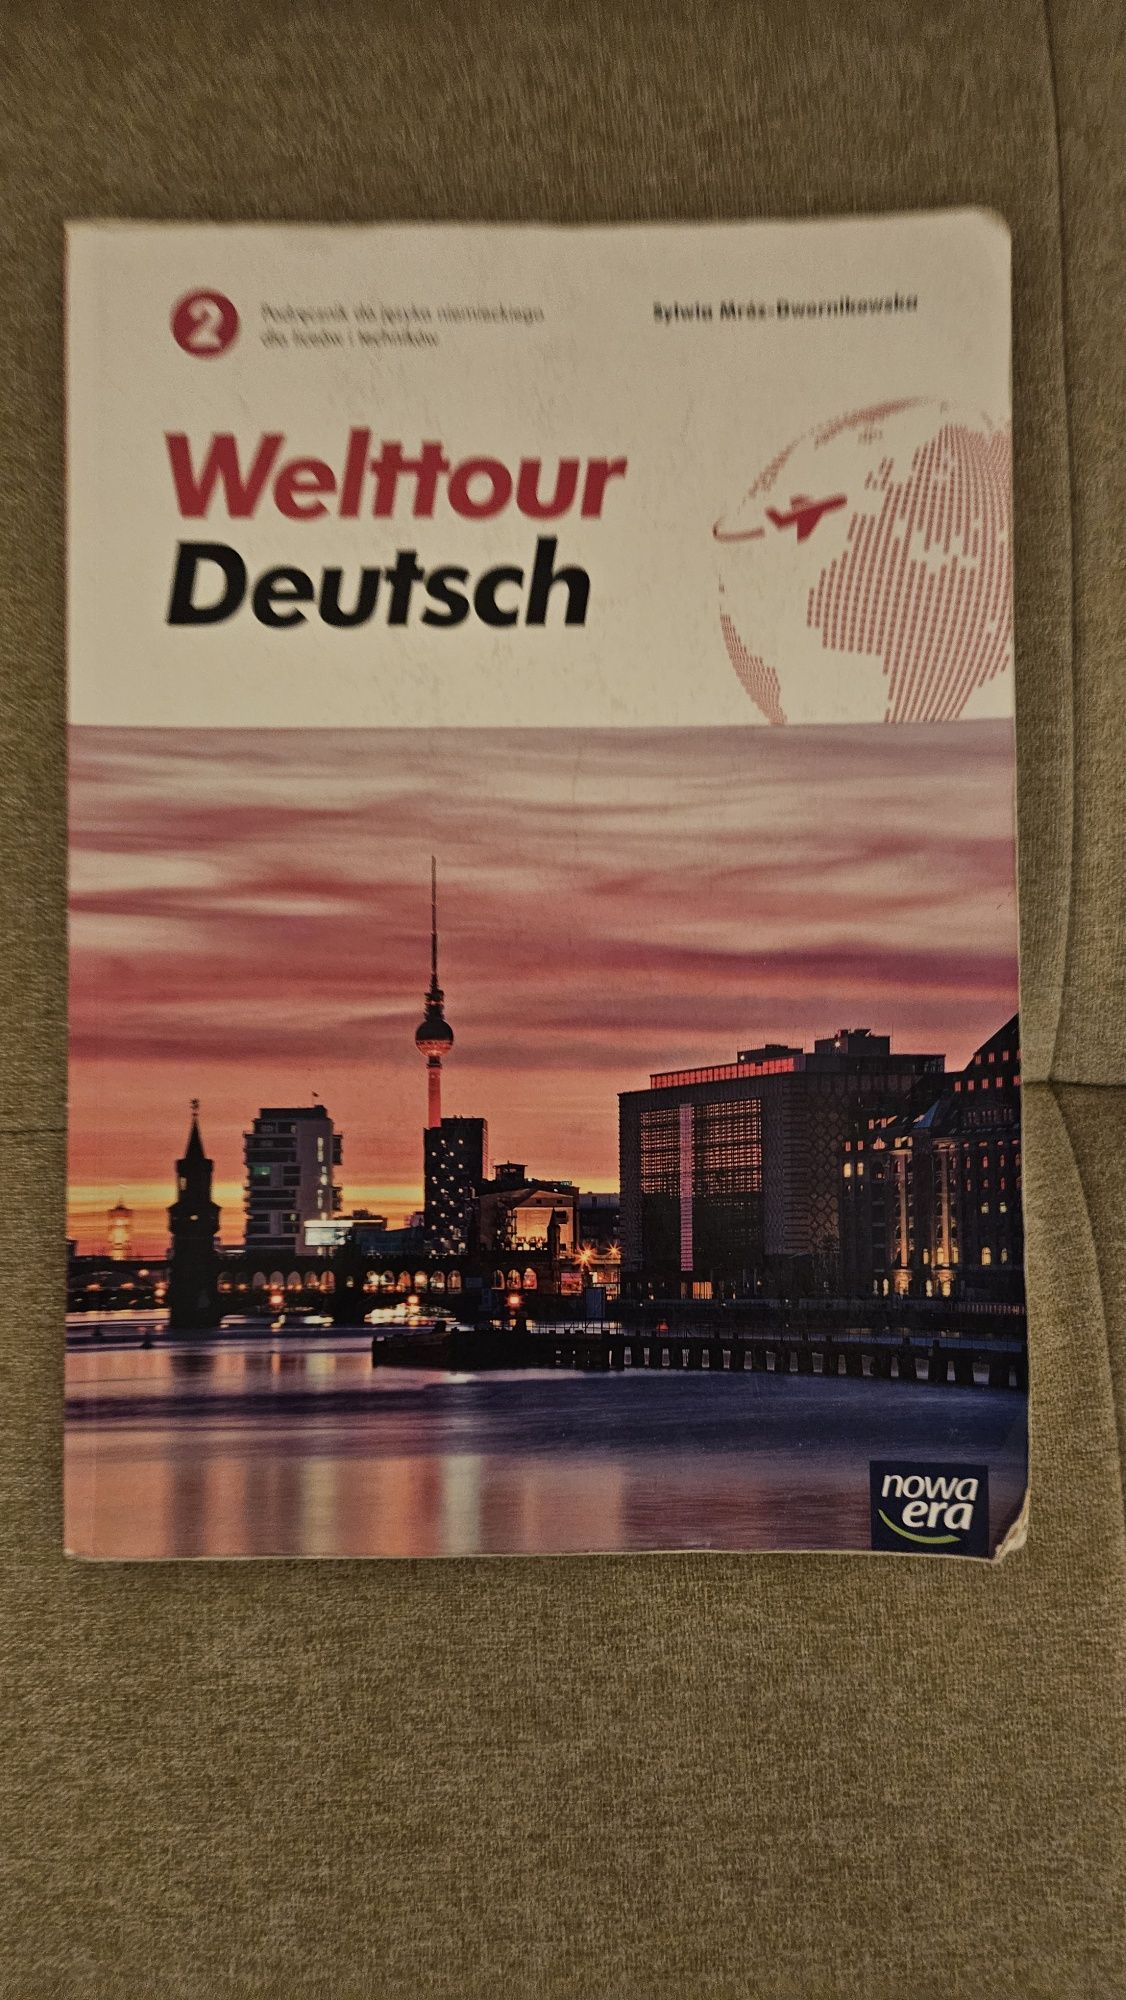 2
Podręcznik do języka niemieckiego
dla liceów i techników
Sylwia Mróz-Dwornikowska
Welttour
Deutsch
nowa
era